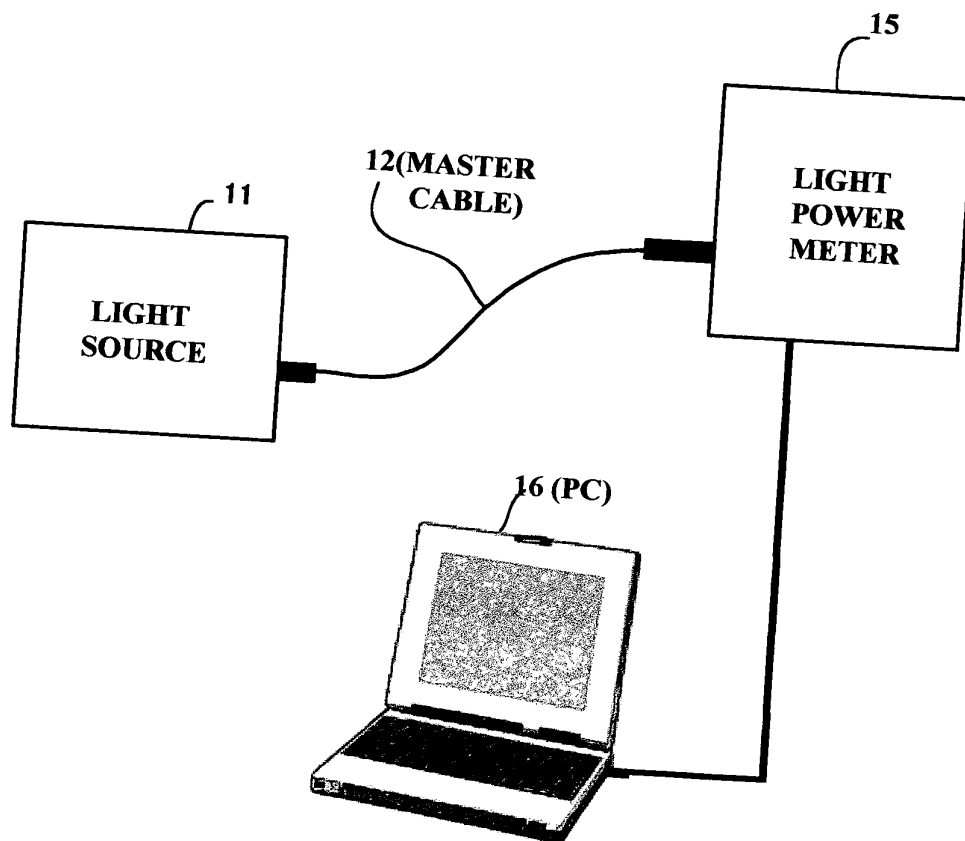 15
12(MASTER
CABLE)
LIGHT
POWER
METER
11
LIGHT
SOURCE
16 (PC)